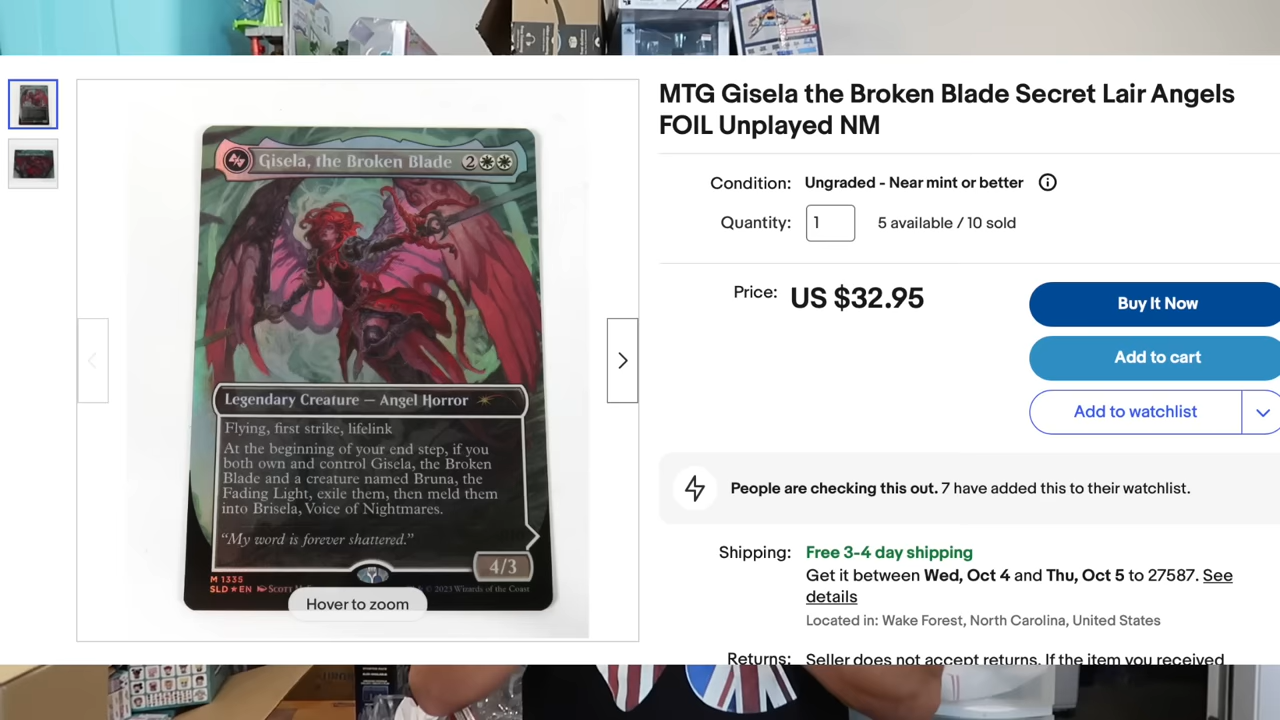 MTG Gisela the Broken Blade Secret Lair Angels
FOIL Unplayed NM
Condition: Ungraded - Near mint or better
Quantity: 1 5 available / 10 sold
Price: US $32.95
Buy It Now
Add to cart
Add to watchlist
People are checking this out. 7 have added this to their watchlist.
Shipping: Free 3-4 day shipping
Get it between Wed, Oct 4 and Thu, Oct 5 to 27587. See
details
Located in: Wake Forest, North Carolina, United States
Returns: Seller does not accept returns. If the item you received
Gisela, the Broken Blade 2
Legendary Creature — Angel Horror
Flying, first strike, lifelink
At the beginning of your end step, if you
both own and control Gisela, the Broken
Blade and a creature named Bruna, the
Fading Light, exile them, then meld them
into Brisela, Voice of Nightmares.
“My word is forever shattered.”
4/3
M 1335
SLD ★ EN SCOTT © 2023 Wizards of the Coast
Hover to zoom